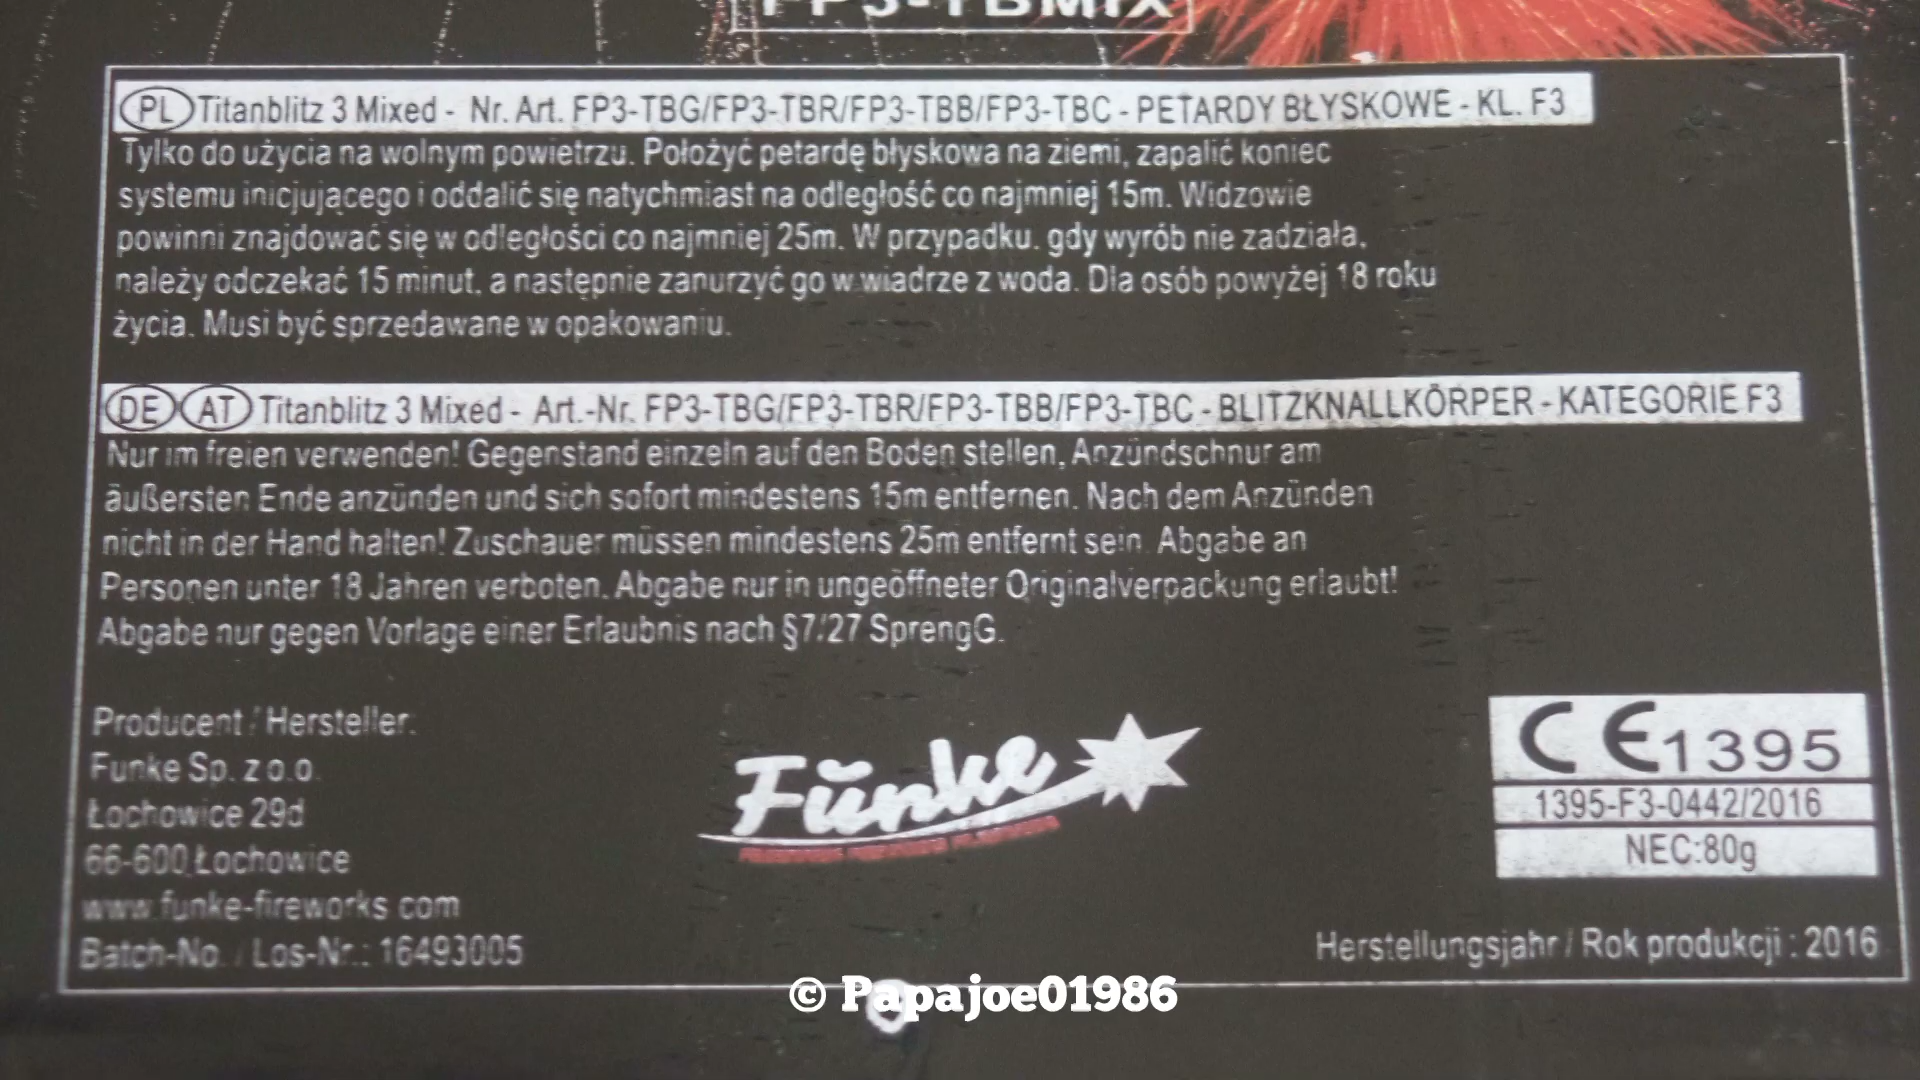 FP3-TBMIX
PL Titanblitz 3 Mixed - Nr. Art. FP3-TBG/FP3-TBR/FP3-TBB/FP3-TBC - PETARDY BŁYSKOWE - KL. F3
Tylko do użycia na wolnym powietrzu. Położyć petardę błyskowa na ziemi, zapalić koniec
systemu inicjującego i oddalić się natychmiast na odległość co najmniej 15m. Widzowie
powinni znajdować się w odległości co najmniej 25m. W przypadku. gdy wyrób nie zadziała,
należy odczekać 15 minut, a następnie zanurzyć go w wiadrze z woda. Dla osób powyżej 18 roku
życia. Musi być sprzedawane w opakowaniu.
DE AT Titanblitz 3 Mixed - Art.-Nr. FP3-TBG/FP3-TBR/FP3-TBB/FP3-TBC - BLITZKNALLKÖRPER - KATEGORIE F3
Nur im freien verwenden! Gegenstand einzeln auf den Boden stellen, Anzündschnur am
äußersten Ende anzünden und sich sofort mindestens 15m entfernen. Nach dem Anzünden
nicht in der Hand halten! Zuschauer müssen mindestens 25m entfernt sein. Abgabe an
Personen unter 18 Jahren verboten. Abgabe nur in ungeöffneter Originalverpackung erlaubt!
Abgabe nur gegen Vorlage einer Erlaubnis nach §7/27 SprengG.
Producent / Hersteller:
Funke Sp. z o.o.
Łochowice 29d
66-600 Łochowice
www.funke-fireworks.com
Batch-No. / Los-Nr.: 16493005
Funke
CE 1395
1395-F3-0442/2016
NEC:80g
Herstellungsjahr / Rok produkcji : 2016
© Papajoe01986